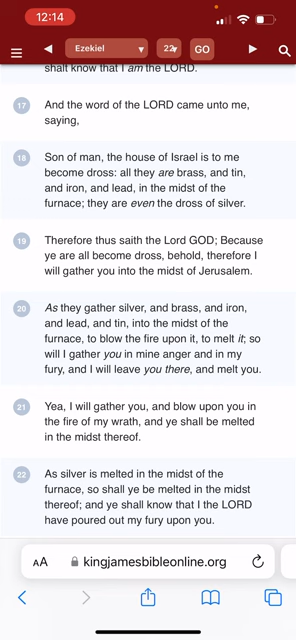 12:14
Ezekiel
22
GO
shalt know that I am the LORD.
17
And the word of the LORD came unto me,
saying,
18
Son of man, the house of Israel is to me
become dross: all they are brass, and tin,
and iron, and lead, in the midst of the
furnace; they are even the dross of silver.
19
Therefore thus saith the Lord GOD; Because
ye are all become dross, behold, therefore I
will gather you into the midst of Jerusalem.
20
As they gather silver, and brass, and iron,
and lead, and tin, into the midst of the
furnace, to blow the fire upon it, to melt it; so
will I gather you in mine anger and in my
fury, and I will leave you there, and melt you.
21
Yea, I will gather you, and blow upon you in
the fire of my wrath, and ye shall be melted
in the midst thereof.
22
As silver is melted in the midst of the
furnace, so shall ye be melted in the midst
thereof; and ye shall know that I the LORD
have poured out my fury upon you.
AA
kingjamesbibleonline.org